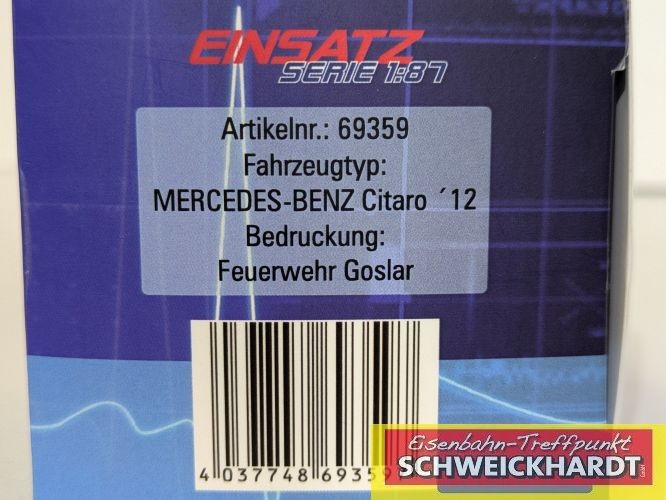 EINSATZ
SERIE 1:87
Artikelnr.: 69359
Fahrzeugtyp:
MERCEDES-BENZ Citaro ´12
Bedruckung:
Feuerwehr Goslar
4 037748 69359
Eisenbahn-Treffpunkt
SCHWEICKHARDT